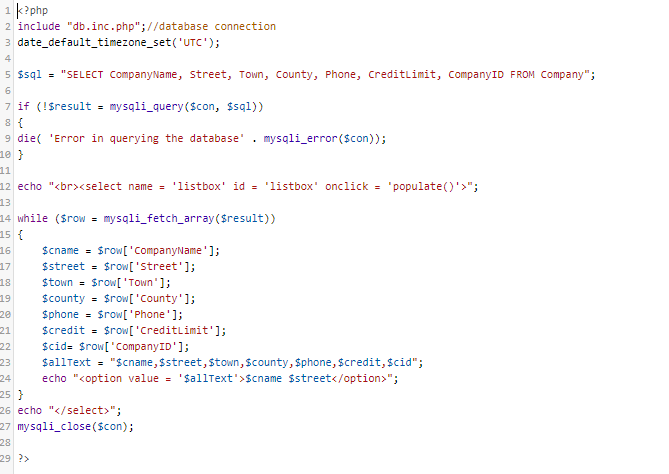 1 <?php
2 include "db.inc.php";//database connection
3 date_default_timezone_set('UTC');
4
5 $sql = "SELECT CompanyName, Street, Town, County, Phone, CreditLimit, CompanyID FROM Company";
6
7 if (!$result = mysqli_query($con, $sql))
8 {
9 die( 'Error in querying the database' . mysqli_error($con));
10 }
11
12 echo "<br><select name = 'listbox' id = 'listbox' onclick = 'populate()'>";
13
14 while ($row = mysqli_fetch_array($result))
15 {
16     $cname = $row['CompanyName'];
17     $street = $row['Street'];
18     $town = $row['Town'];
19     $county = $row['County'];
20     $phone = $row['Phone'];
21     $credit = $row['CreditLimit'];
22     $cid= $row['CompanyID'];
23     $allText = "$cname,$street,$town,$county,$phone,$credit,$cid";
24     echo "<option value = '$allText'>$cname $street</option>";
25 }
26 echo "</select>";
27 mysqli_close($con);
28
29 ?>